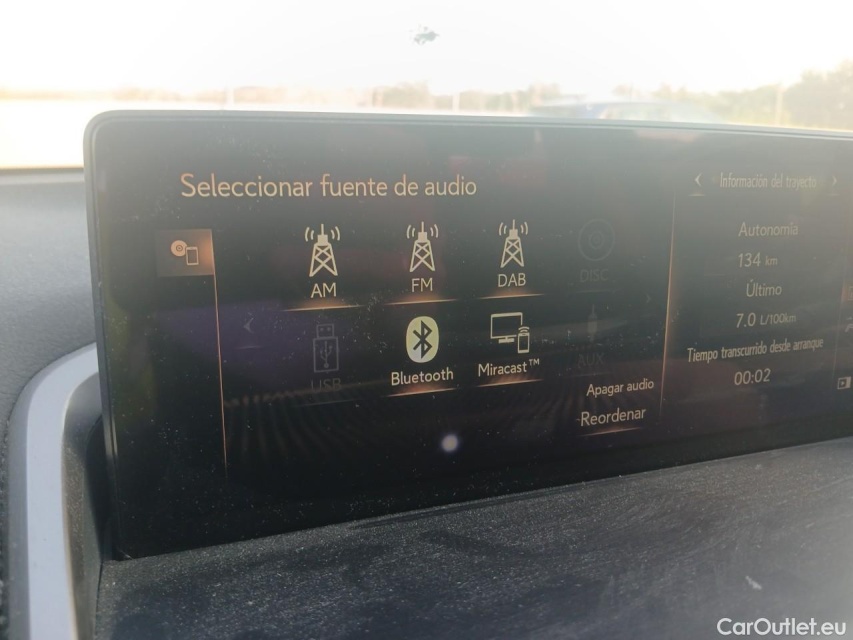 Seleccionar fuente de audio
AM
FM
DAB
DISC
USB
Bluetooth
Miracast™
AUX
Apagar audio
Reordenar
Información del trayecto
Autonomía
134 km
Último
7.0 L/100km
Tiempo transcurrido desde arranque
00:02
CarOutlet.eu